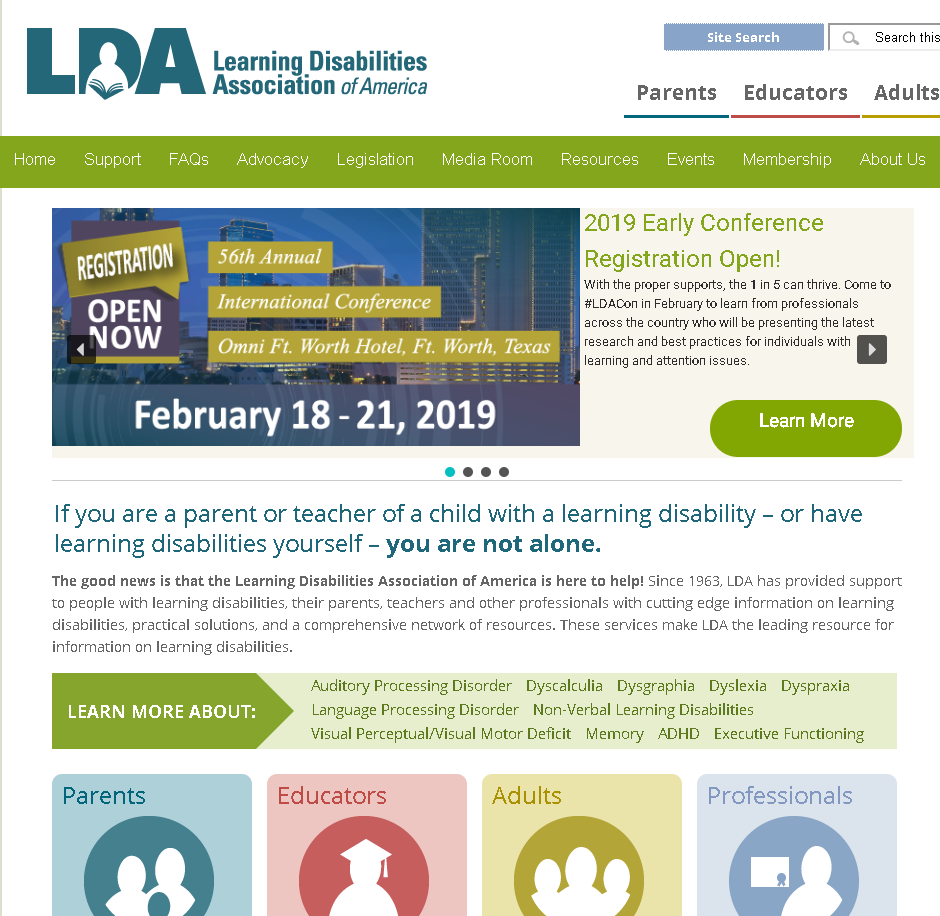 LDA Learning Disabilities
Association of America
Site Search
Search this
Parents Educators Adults
Home Support FAQs Advocacy Legislation Media Room Resources Events Membership About Us
REGISTRATION
OPEN
NOW
56th Annual
International Conference
Omni Ft. Worth Hotel, Ft. Worth, Texas
February 18 - 21, 2019
2019 Early Conference
Registration Open!
With the proper supports, the 1 in 5 can thrive. Come to
#LDACon in February to learn from professionals
across the country who will be presenting the latest
research and best practices for individuals with
learning and attention issues.
Learn More
If you are a parent or teacher of a child with a learning disability – or have
learning disabilities yourself – you are not alone.
The good news is that the Learning Disabilities Association of America is here to help! Since 1963, LDA has provided support
to people with learning disabilities, their parents, teachers and other professionals with cutting edge information on learning
disabilities, practical solutions, and a comprehensive network of resources. These services make LDA the leading resource for
information on learning disabilities.
LEARN MORE ABOUT:
Auditory Processing Disorder Dyscalculia Dysgraphia Dyslexia Dyspraxia
Language Processing Disorder Non-Verbal Learning Disabilities
Visual Perceptual/Visual Motor Deficit Memory ADHD Executive Functioning
Parents Educators Adults Professionals